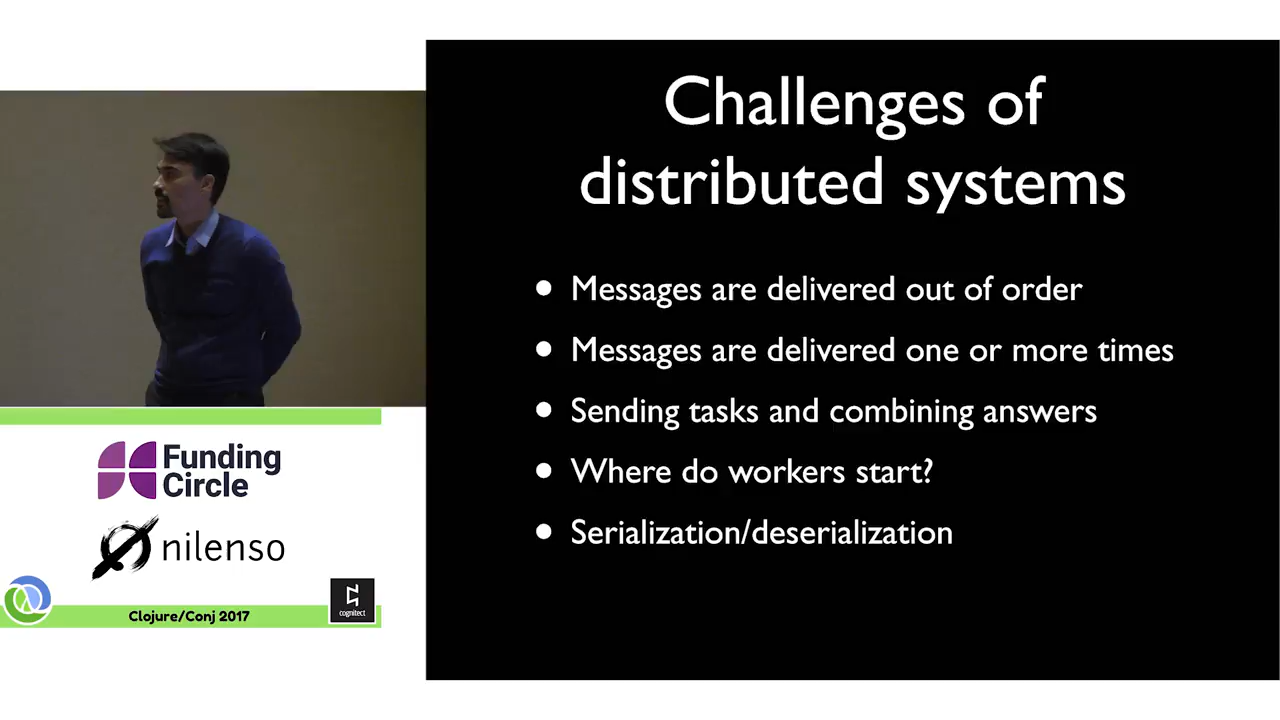 Challenges of
distributed systems
• Messages are delivered out of order
• Messages are delivered one or more times
• Sending tasks and combining answers
• Where do workers start?
• Serialization/deserialization
Funding
Circle
nilenso
cognitect
Clojure/Conj 2017